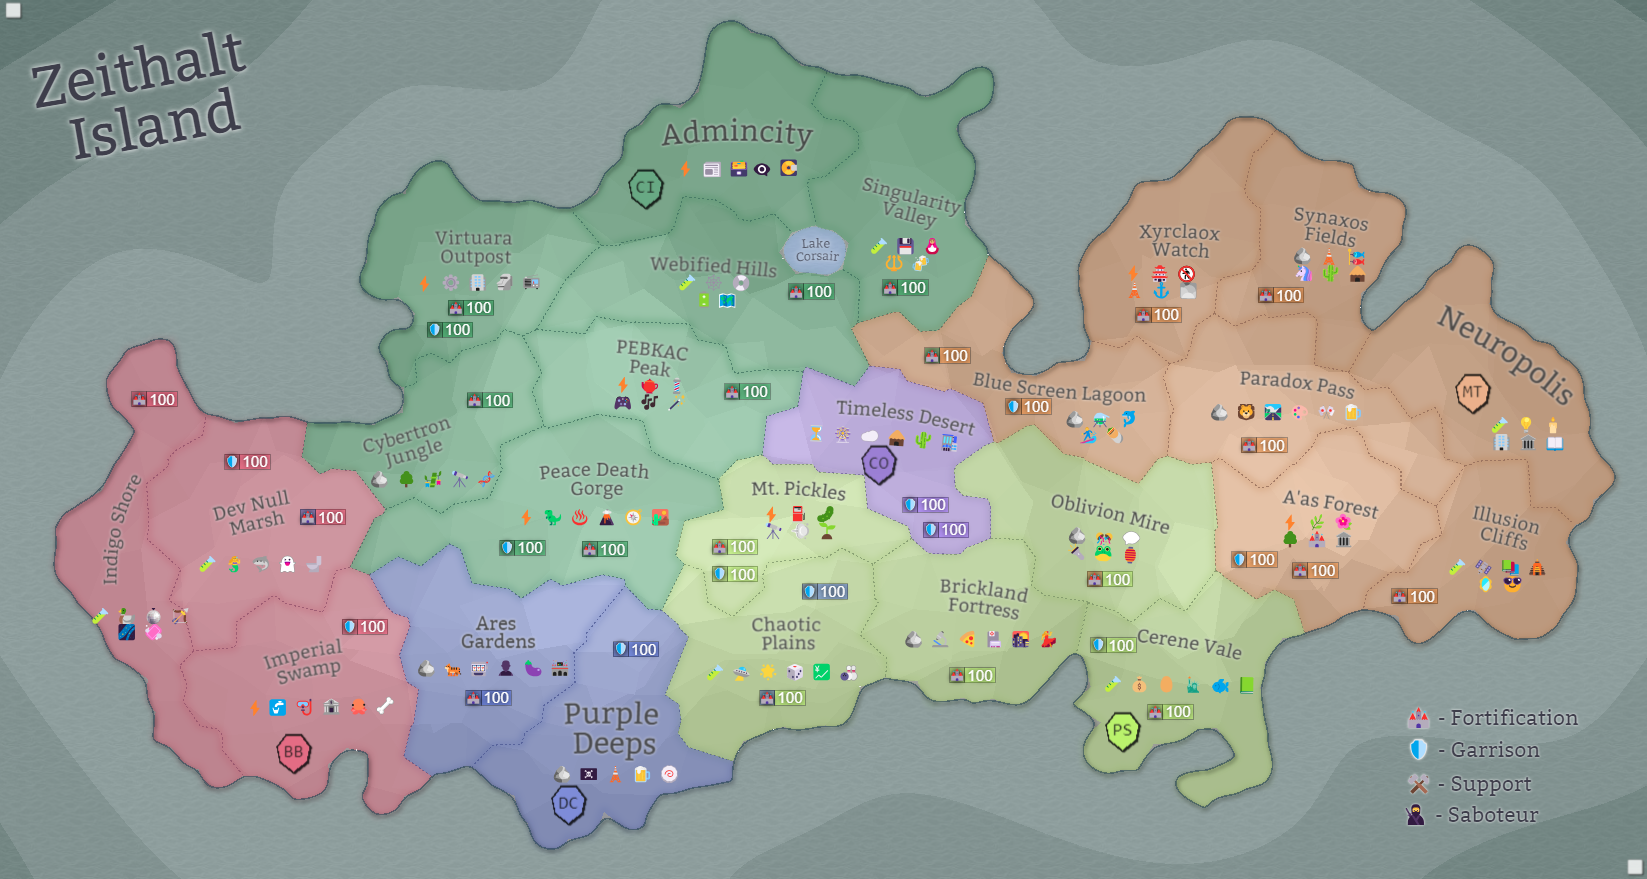 Zeithalt
Island
Admincity
CI
Singularity
Valley
Virtuara
Outpost
100
100
Webified Hills
Lake
Corsair
100
100
Xyrclaox
Watch
100
Synaxos
Fields
100
Neuropolis
MT
PEBKAC
Peak
100
100
100
Blue Screen Lagoon
100
Paradox Pass
100
100
Cybertron
Jungle
Timeless Desert
CO
100
100
Indigo Shore
100
Dev Null
Marsh
100
Peace Death
Gorge
100
100
Mt. Pickles
100
100
Oblivion Mire
100
A'as Forest
100
100
Illusion
Cliffs
100
Imperial
Swamp
100
BB
Ares
Gardens
100
100
Purple
Deeps
DC
Chaotic
Plains
100
100
Brickland
Fortress
100
Cerene Vale
100
100
PS
- Fortification
- Garrison
- Support
- Saboteur